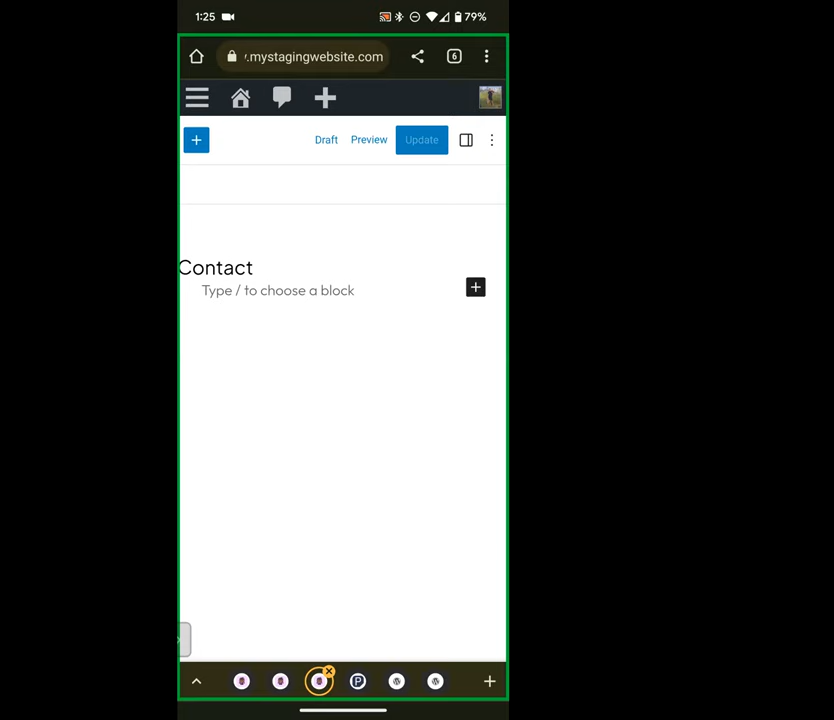 1:25 79%
.mystagingwebsite.com 6
Draft Preview Update
Contact
Type / to choose a block